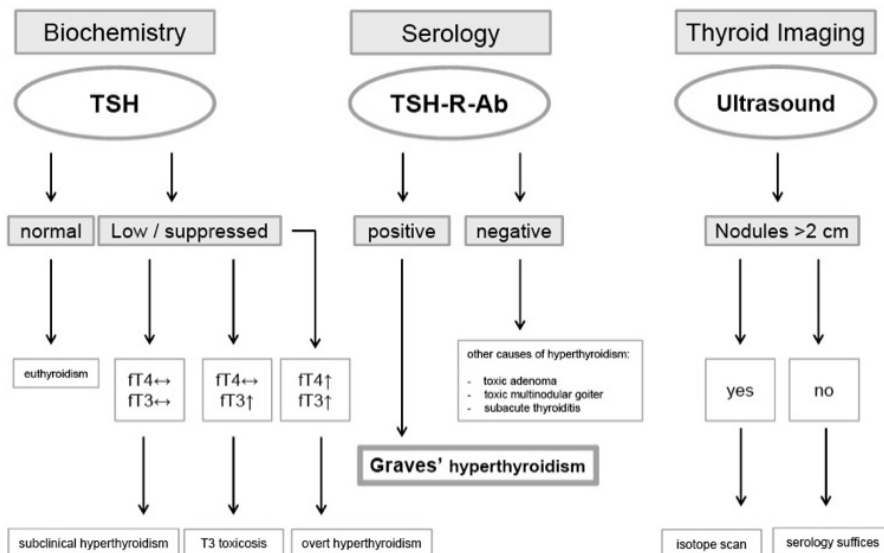 Biochemistry
Serology
Thyroid Imaging
TSH
TSH-R-Ab
Ultrasound
normal
Low / suppressed
positive
negative
Nodules >2 cm
euthyroidism
fT4↔
fT3↔
fT4↔
fT3↑
fT4↑
fT3↑
other causes of hyperthyroidism:
- toxic adenoma
- toxic multinodular goiter
- subacute thyroiditis
yes
no
Graves' hyperthyroidism
subclinical hyperthyroidism
T3 toxicosis
overt hyperthyroidism
isotope scan
serology suffices